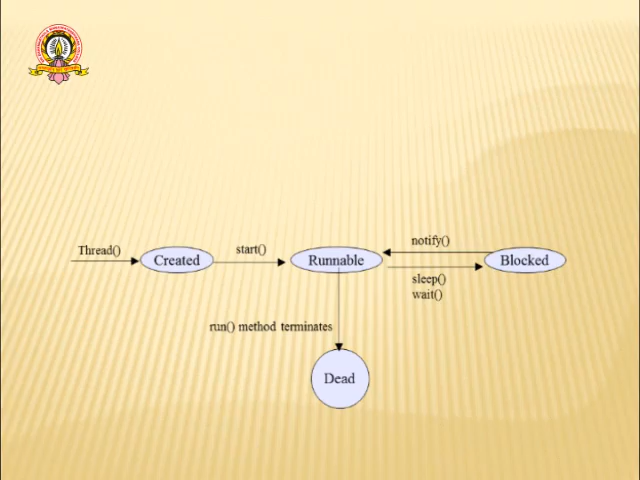 Thread()
Created
start()
Runnable
notify()
sleep()
wait()
Blocked
run() method terminates
Dead